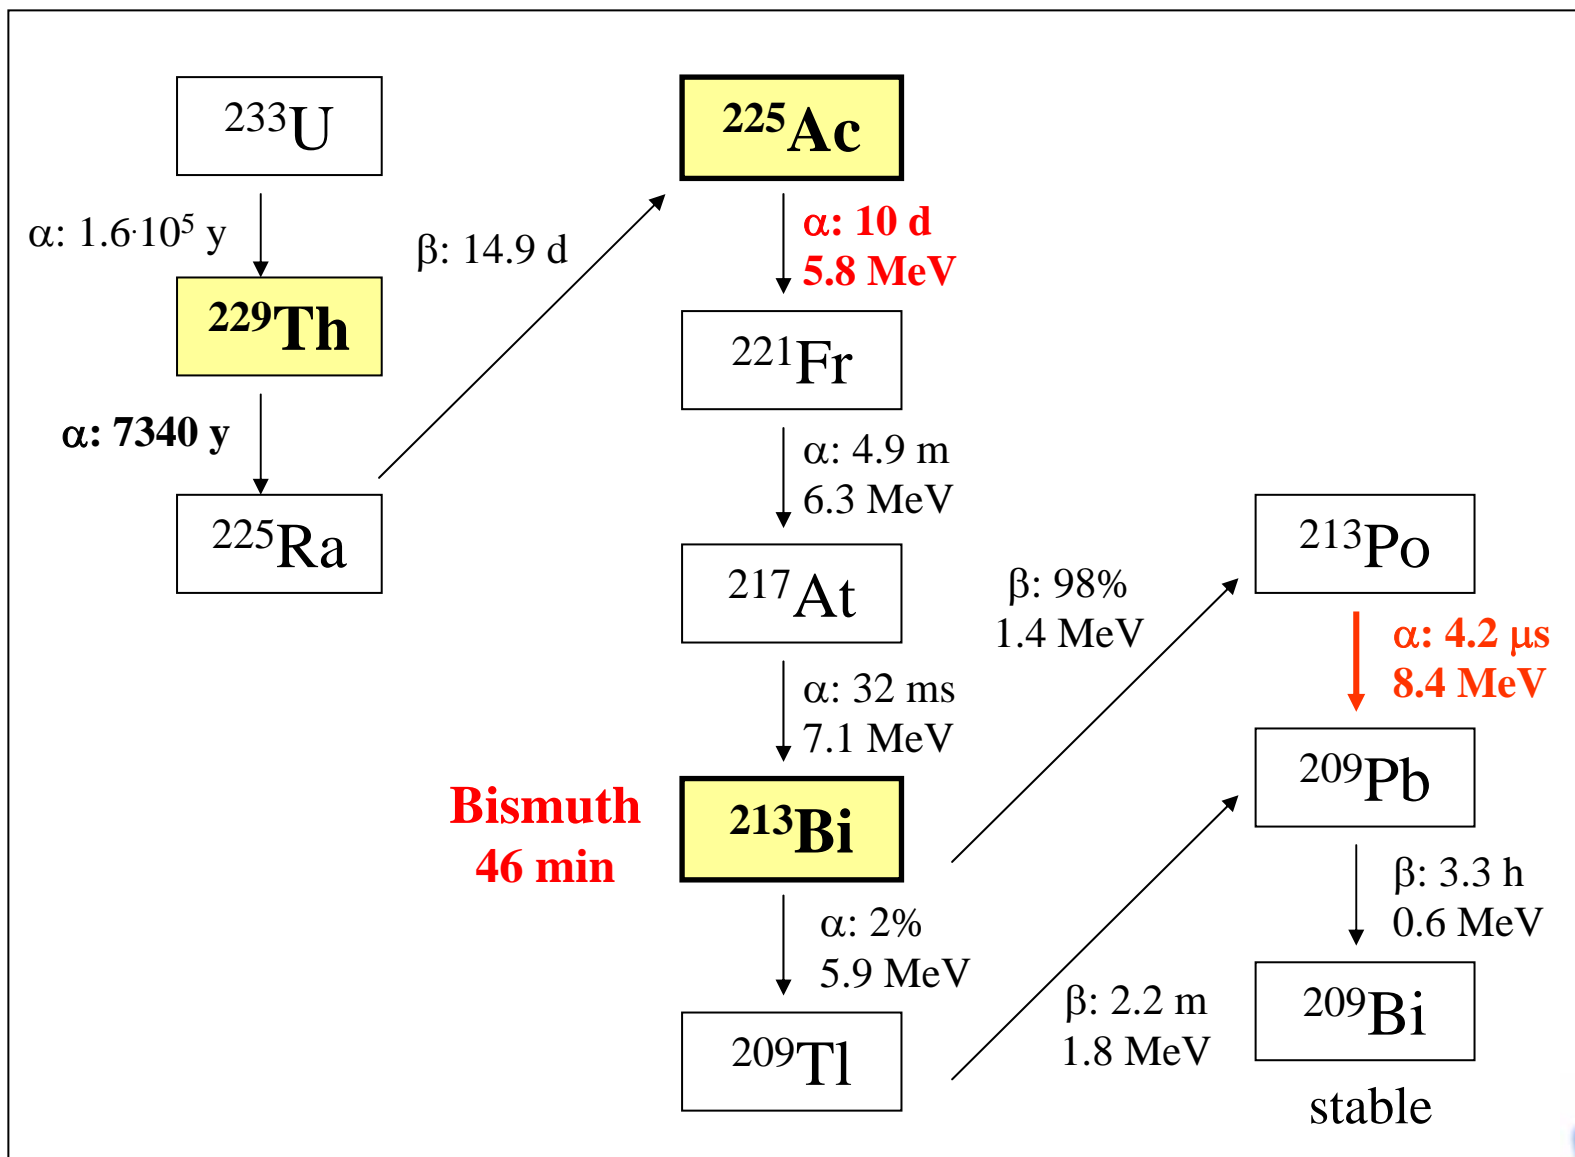 ²³³U
α: 1.6·10⁵ y
²²⁹Th
α: 7340 y
²²⁵Ra
β: 14.9 d
²²⁵Ac
α: 10 d
5.8 MeV
²²¹Fr
α: 4.9 m
6.3 MeV
²¹⁷At
α: 32 ms
7.1 MeV
Bismuth
46 min
²¹³Bi
α: 2%
5.9 MeV
²⁰⁹Tl
β: 98%
1.4 MeV
β: 2.2 m
1.8 MeV
²¹³Po
α: 4.2 μs
8.4 MeV
²⁰⁹Pb
β: 3.3 h
0.6 MeV
²⁰⁹Bi
stable